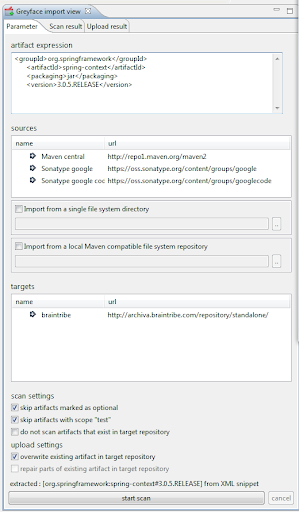 Greyface import view
Parameter Scan result Upload result
artifact expression
<groupId>org.springframework</groupId>
<artifactId>spring-context</artifactId>
<packaging>jar</packaging>
<version>3.0.5.RELEASE</version>
sources
name url
Maven central http://repo1.maven.org/maven2
Sonatype google https://oss.sonatype.org/content/groups/google
Sonatype google coc https://oss.sonatype.org/content/groups/googlecode
Import from a single file system directory
..
Import from a local Maven compatible file system repository
..
targets
name url
braintribe http://archiva.braintribe.com/repository/standalone/
scan settings
skip artifacts marked as optional
skip artifacts with scope "test"
do not scan artifacts that exist in target repository
upload settings
overwrite existing artifact in target repository
repair parts of existing artifact in target repository
extracted : [org.springframework:spring-context#3.0.5.RELEASE] from XML snippet
start scan cancel